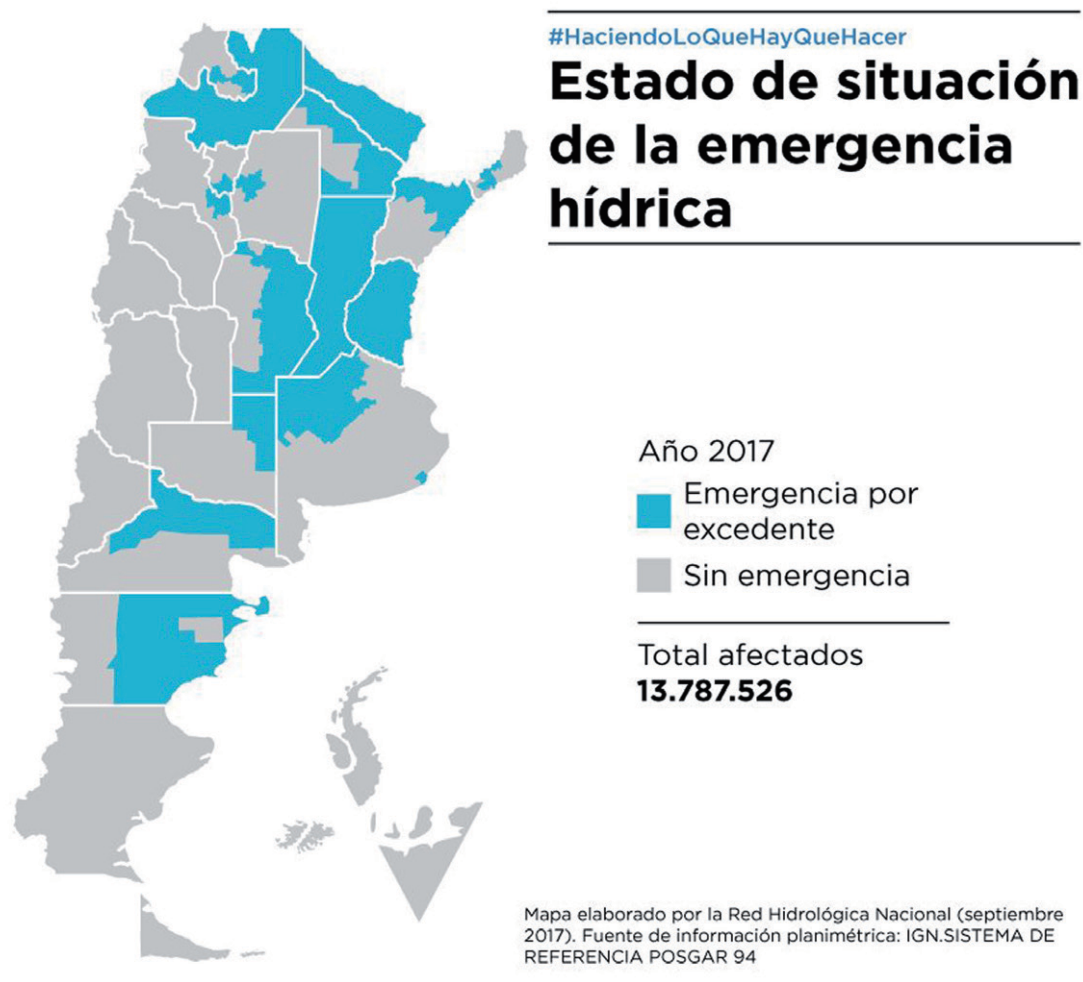 #HaciendoLoQueHayQueHacer
Estado de situación
de la emergencia
hídrica
Año 2017
Emergencia por
excedente
Sin emergencia
Total afectados
13.787.526
Mapa elaborado por la Red Hidrológica Nacional (septiembre
2017). Fuente de información planimétrica: IGN.SISTEMA DE
REFERENCIA POSGAR 94